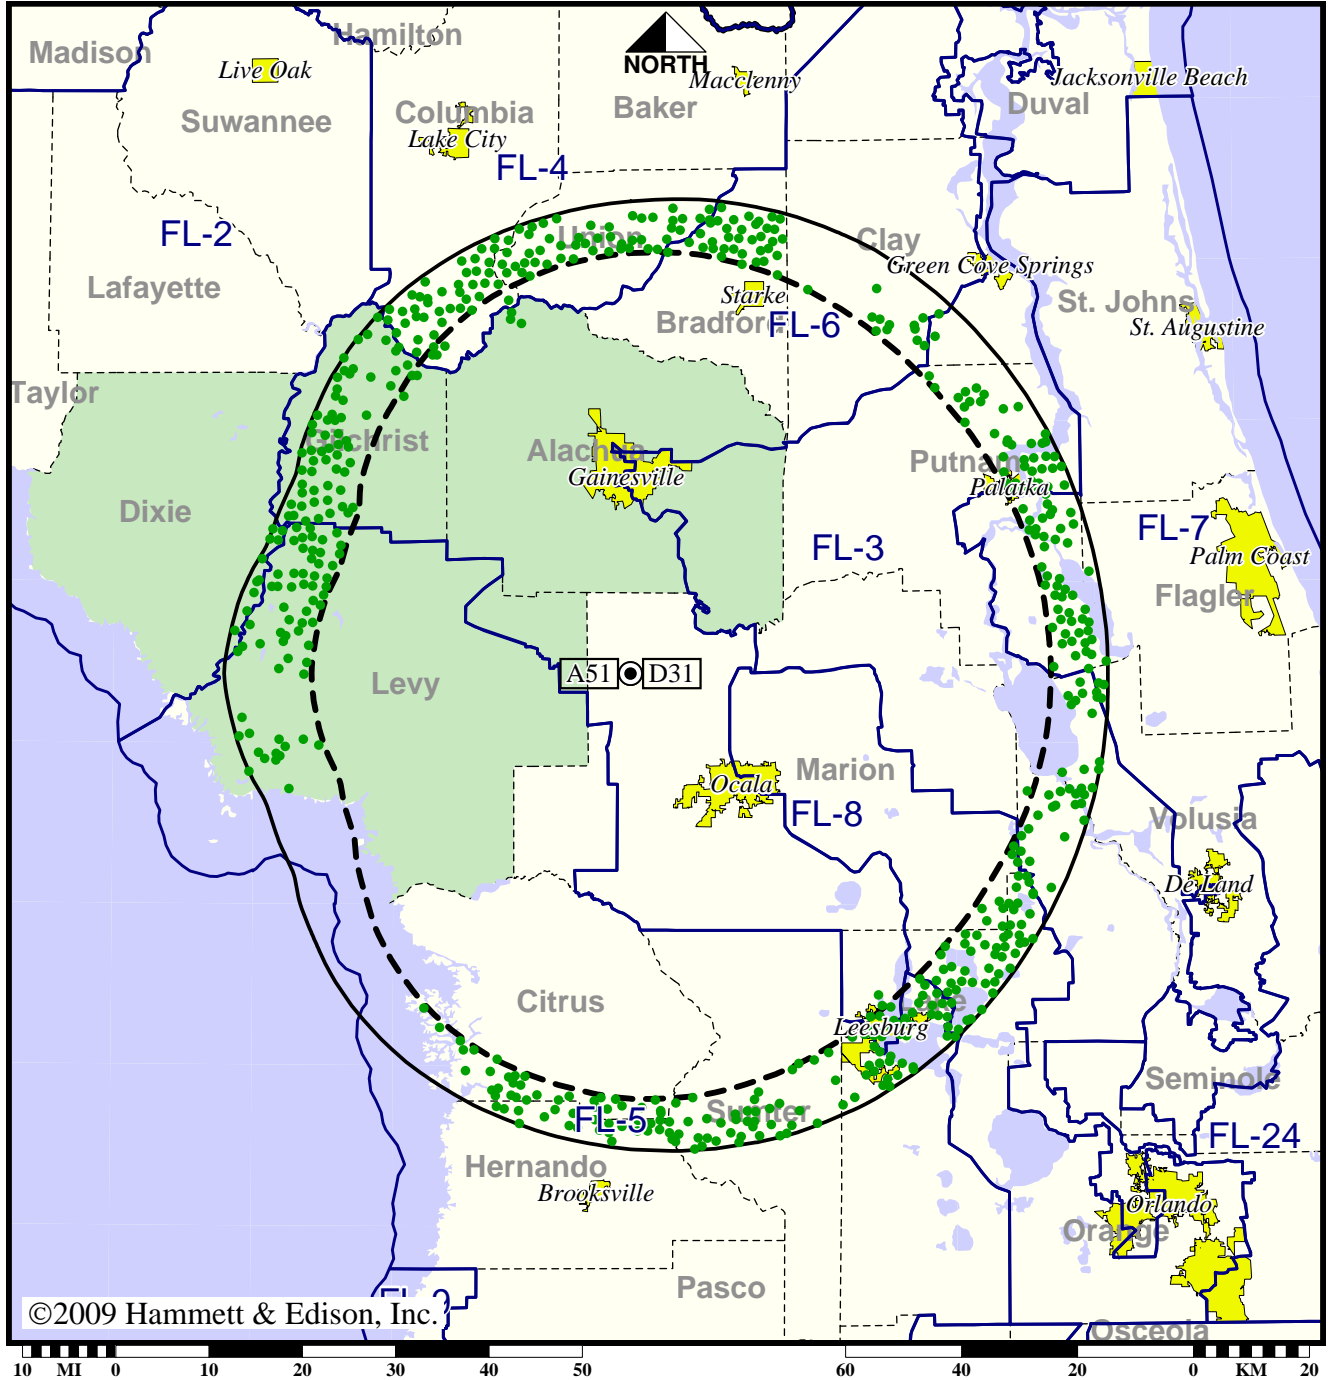 Hamilton
Madison
Live Oak
NORTH
Macclenny
Jacksonville Beach
Columbia
Baker
Duval
Suwannee
Lake City
FL-4
FL-2
Union
Clay
Green Cove Springs
Lafayette
Starke
St. Johns
Bradford
FL-6
St. Augustine
Taylor
Gilchrist
Alachua
Putnam
Gainesville
Palatka
Dixie
FL-7
FL-3
Palm Coast
Flagler
A51
D31
Levy
Marion
Ocala
FL-8
Volusia
De Land
Citrus
Lake
Leesburg
Seminole
Sumter
FL-5
FL-24
Hernando
Brooksville
Orlando
Orange
Pasco
©2009 Hammett & Edison, Inc.
Osceola
10 MI 0 10 20 30 40 50 60 40 20 0 KM 20